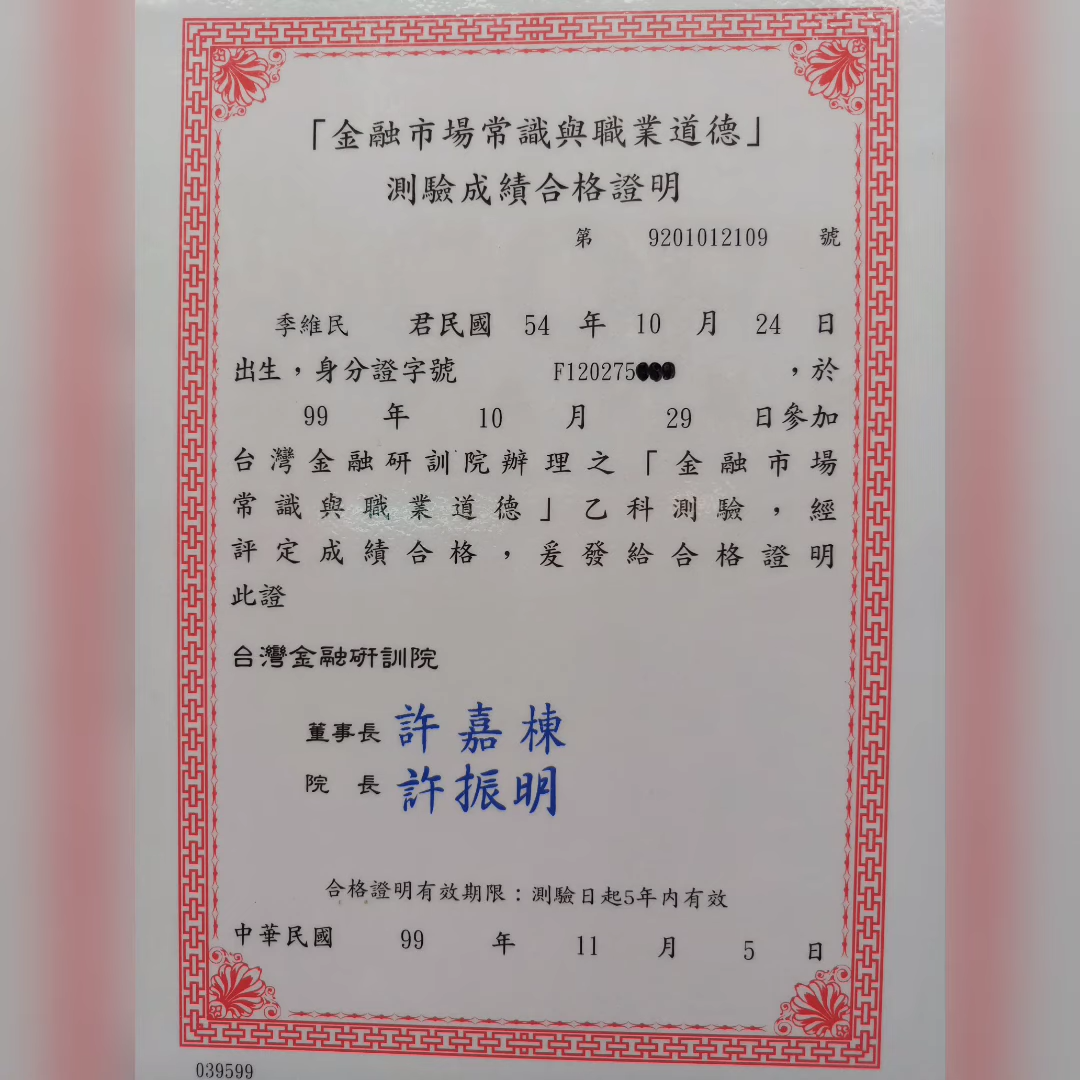 「金融市場常識與職業道德」
測驗成績合格證明
第 9201012109 號
季維民 君民國 54 年 10 月 24 日
出生，身分證字號 F120275 ，於
99 年 10 月 29 日參加
台灣金融研訓院辦理之「金融市場
常識與職業道德」乙科測驗，經
評定成績合格，爰發給合格證明
此證
台灣金融研訓院
董事長 許嘉棟
院長 許振明
合格證明有效期限：測驗日起5年內有效
中華民國 99 年 11 月 5 日
039599